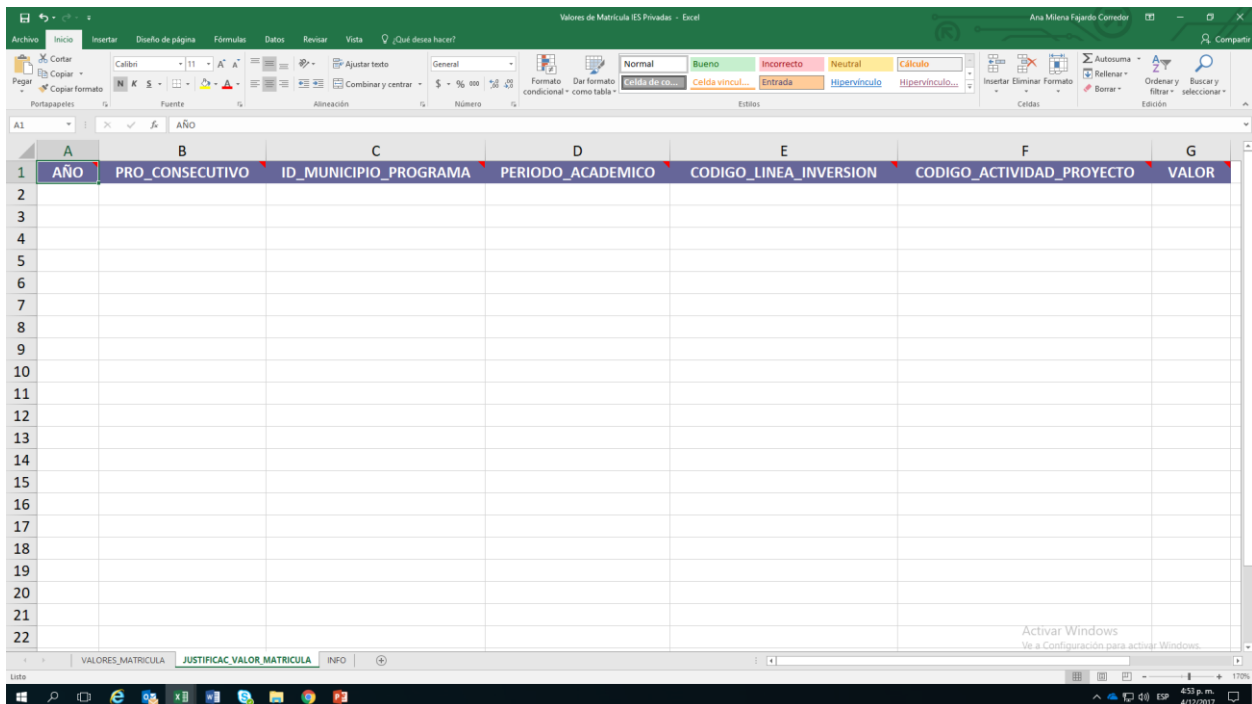 Valores de Matrícula IES Privadas - Excel
Ana Milena Fajardo Corredor
Archivo Inicio Insertar Diseño de página Fórmulas Datos Revisar Vista ¿Qué desea hacer? Compartir
Pegar
Cortar
Copiar
Copiar formato
Portapapeles
Calibri 11
N K S
Fuente
Ajustar texto
Combinar y centrar
Alineación
General
$ % 000
Número
Formato condicional
Dar formato como tabla
Normal Bueno Incorrecto Neutral Cálculo
Celda de co... Celda vincul... Entrada Hipervínculo Hipervínculo...
Estilos
Insertar Eliminar Formato
Celdas
Autosuma
Rellenar
Borrar
Ordenar y filtrar
Buscar y seleccionar
Edición
A1 fx AÑO
A B C D E F G
1 AÑO PRO_CONSECUTIVO ID_MUNICIPIO_PROGRAMA PERIODO_ACADEMICO CODIGO_LINEA_INVERSION CODIGO_ACTIVIDAD_PROYECTO VALOR
2
3
4
5
6
7
8
9
10
11
12
13
14
15
16
17
18
19
20
21
22
Activar Windows
Ve a Configuración para activar Windows.
VALORES_MATRICULA JUSTIFICAC_VALOR_MATRICULA INFO
Listo
170%
ESP
4:53 p. m.
4/12/2017